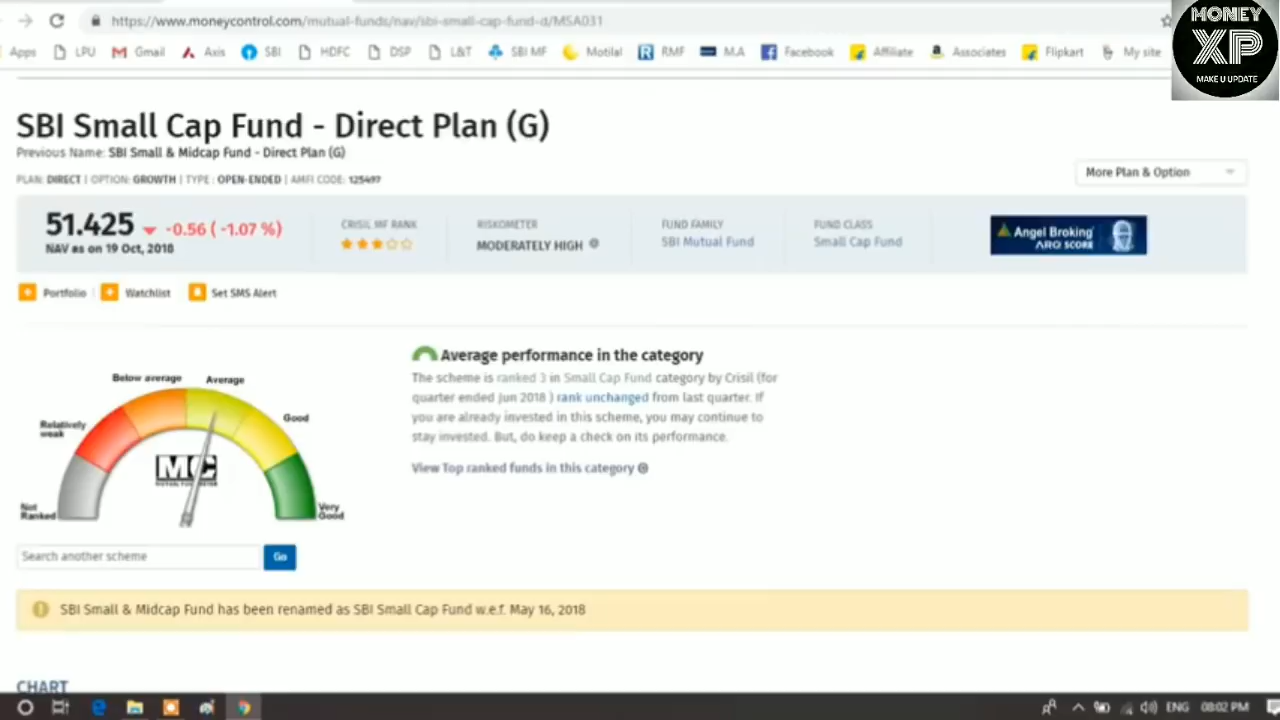 https://www.moneycontrol.com/mutual-funds/nav/sbi-small-cap-fund-d/MSA031
MONEY
XP
MAKE U UPDATE
Apps LPU Gmail Axis SBI HDFC DSP L&T SBI MF Motilal RMF M.A Facebook Affiliate Associates Flipkart My site
SBI Small Cap Fund - Direct Plan (G)
Previous Name: SBI Small & Midcap Fund - Direct Plan (G)
PLAN: DIRECT | OPTION: GROWTH | TYPE : OPEN-ENDED | AMFI CODE: 125497
More Plan & Option
51.425 -0.56 ( -1.07 %)
NAV as on 19 Oct, 2018
CRISIL MF RANK
RISKOMETER
MODERATELY HIGH
FUND FAMILY
SBI Mutual Fund
FUND CLASS
Small Cap Fund
Angel Broking
ARQ SCORE
Portfolio | Watchlist Set SMS Alert
Below average Average
Relatively weak
Good
MC
Not Ranked
Very Good
Average performance in the category
The scheme is ranked 3 in Small Cap Fund category by Crisil (for
quarter ended Jun 2018 ) rank unchanged from last quarter. If
you are already invested in this scheme, you may continue to
stay invested. But, do keep a check on its performance.
View Top ranked funds in this category
Search another scheme Go
SBI Small & Midcap Fund has been renamed as SBI Small Cap Fund w.e.f. May 16, 2018
CHART
ENG 08:02 PM